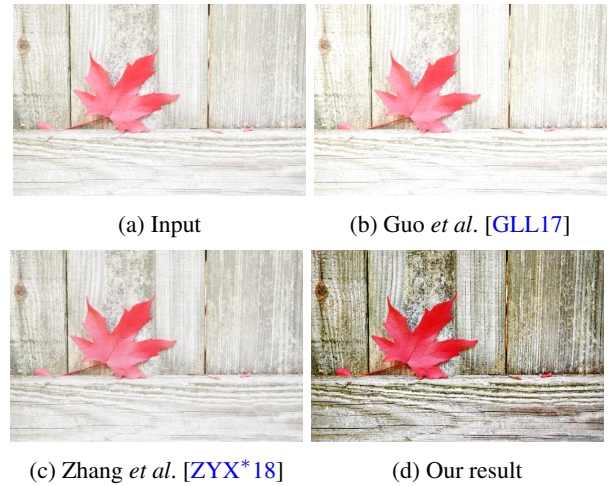 (a) Input
(b) Guo et al. [GLL17]
(c) Zhang et al. [ZYX*18]
(d) Our result